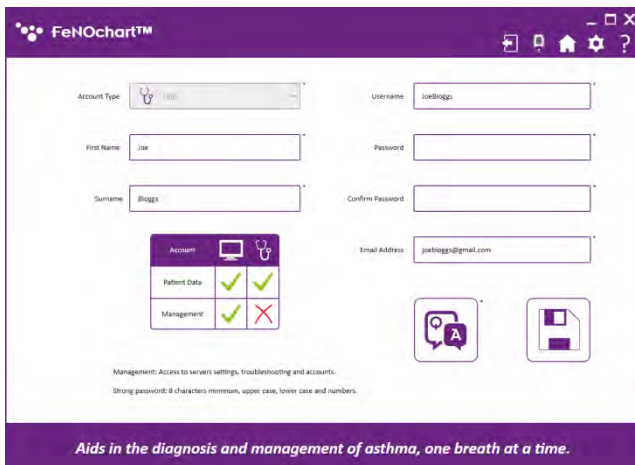 FeNOchart™
?
Account Type
User
Username
JoeBloggs
First Name
Joe
Password
Surname
Bloggs
Confirm Password
Account
Patient Data
Management
Email Address
joebloggs@gmail.com
Q A
Management: Access to servers settings, troubleshooting and accounts.
Strong password: 8 characters minimum, upper case, lower case and numbers.
Aids in the diagnosis and management of asthma, one breath at a time.